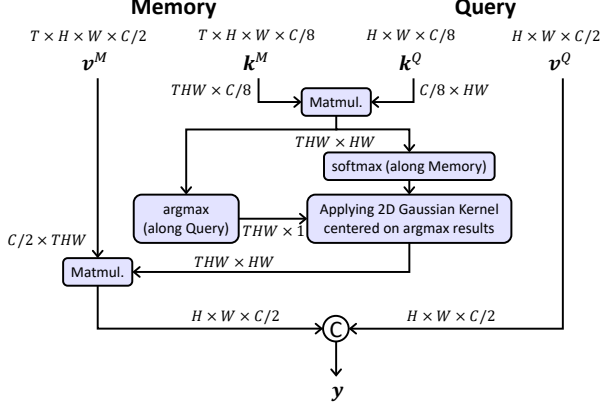 Memory Query
T × H × W × C/2 T × H × W × C/8 H × W × C/8 H × W × C/2
v^M k^M k^Q v^Q
THW × C/8 C/8 × HW
Matmul.
THW × HW
softmax (along Memory)
argmax
(along Query)
THW × 1
Applying 2D Gaussian Kernel
centered on argmax results
C/2 × THW
THW × HW
Matmul.
H × W × C/2 H × W × C/2
C
y